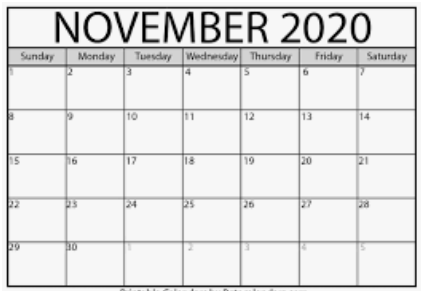 NOVEMBER 2020
Sunday Monday Tuesday Wednesday Thursday Friday Saturday
1 2 3 4 5 6 7
8 9 10 11 12 13 14
15 16 17 18 19 20 21
22 23 24 25 26 27 28
29 30 1 2 3 4 5